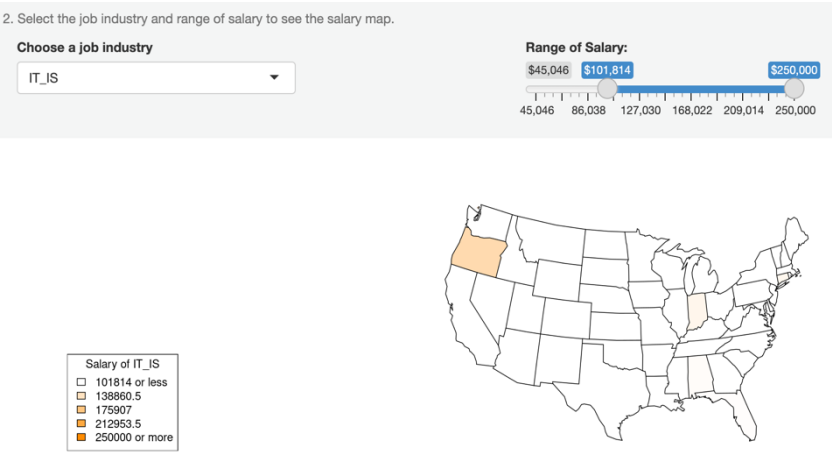 2. Select the job industry and range of salary to see the salary map.
Choose a job industry
Range of Salary:
IT_IS
$45,046 $101,814 $250,000
45,046 86,038 127,030 168,022 209,014 250,000
Salary of IT_IS
101814 or less
138860.5
175907
212953.5
250000 or more